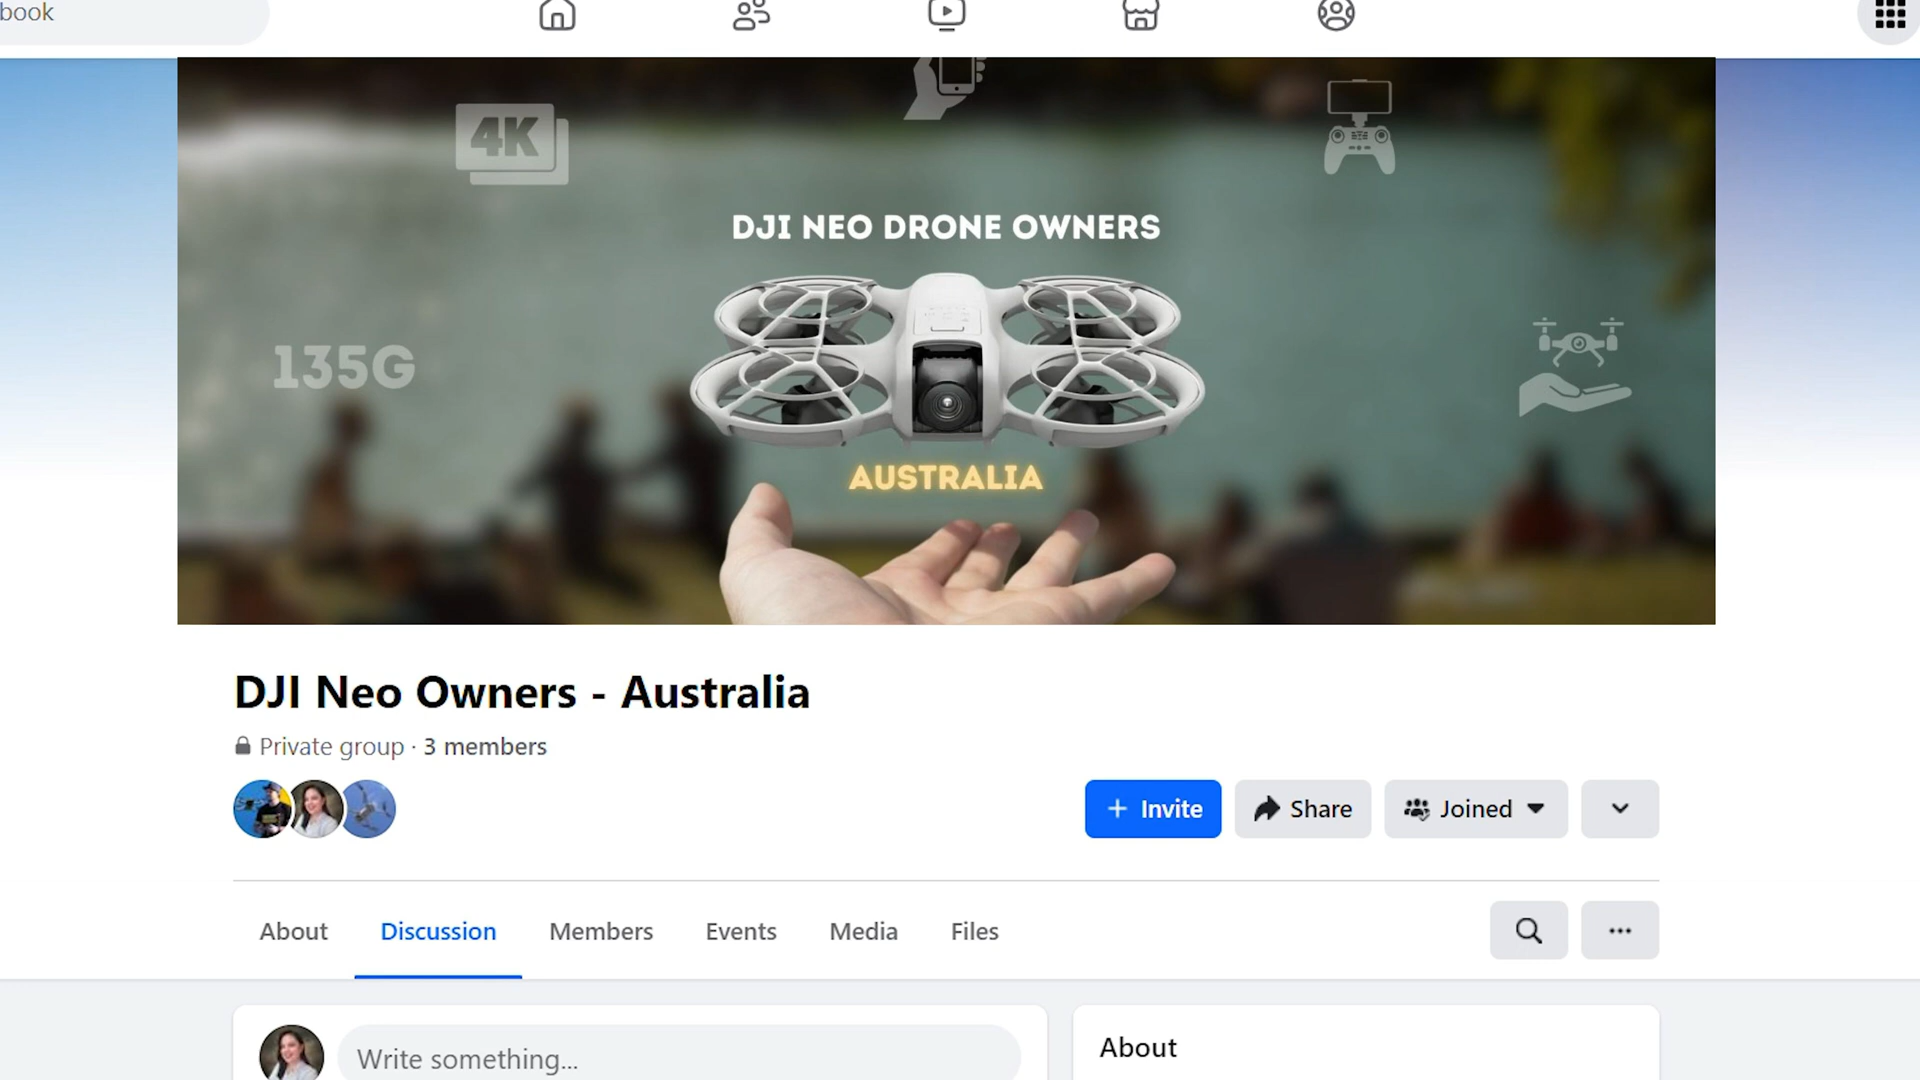 book
4K
DJI NEO DRONE OWNERS
135G
AUSTRALIA
DJI Neo Owners - Australia
Private group · 3 members
+ Invite
Share
Joined
About
Discussion
Members
Events
Media
Files
Write something...
About